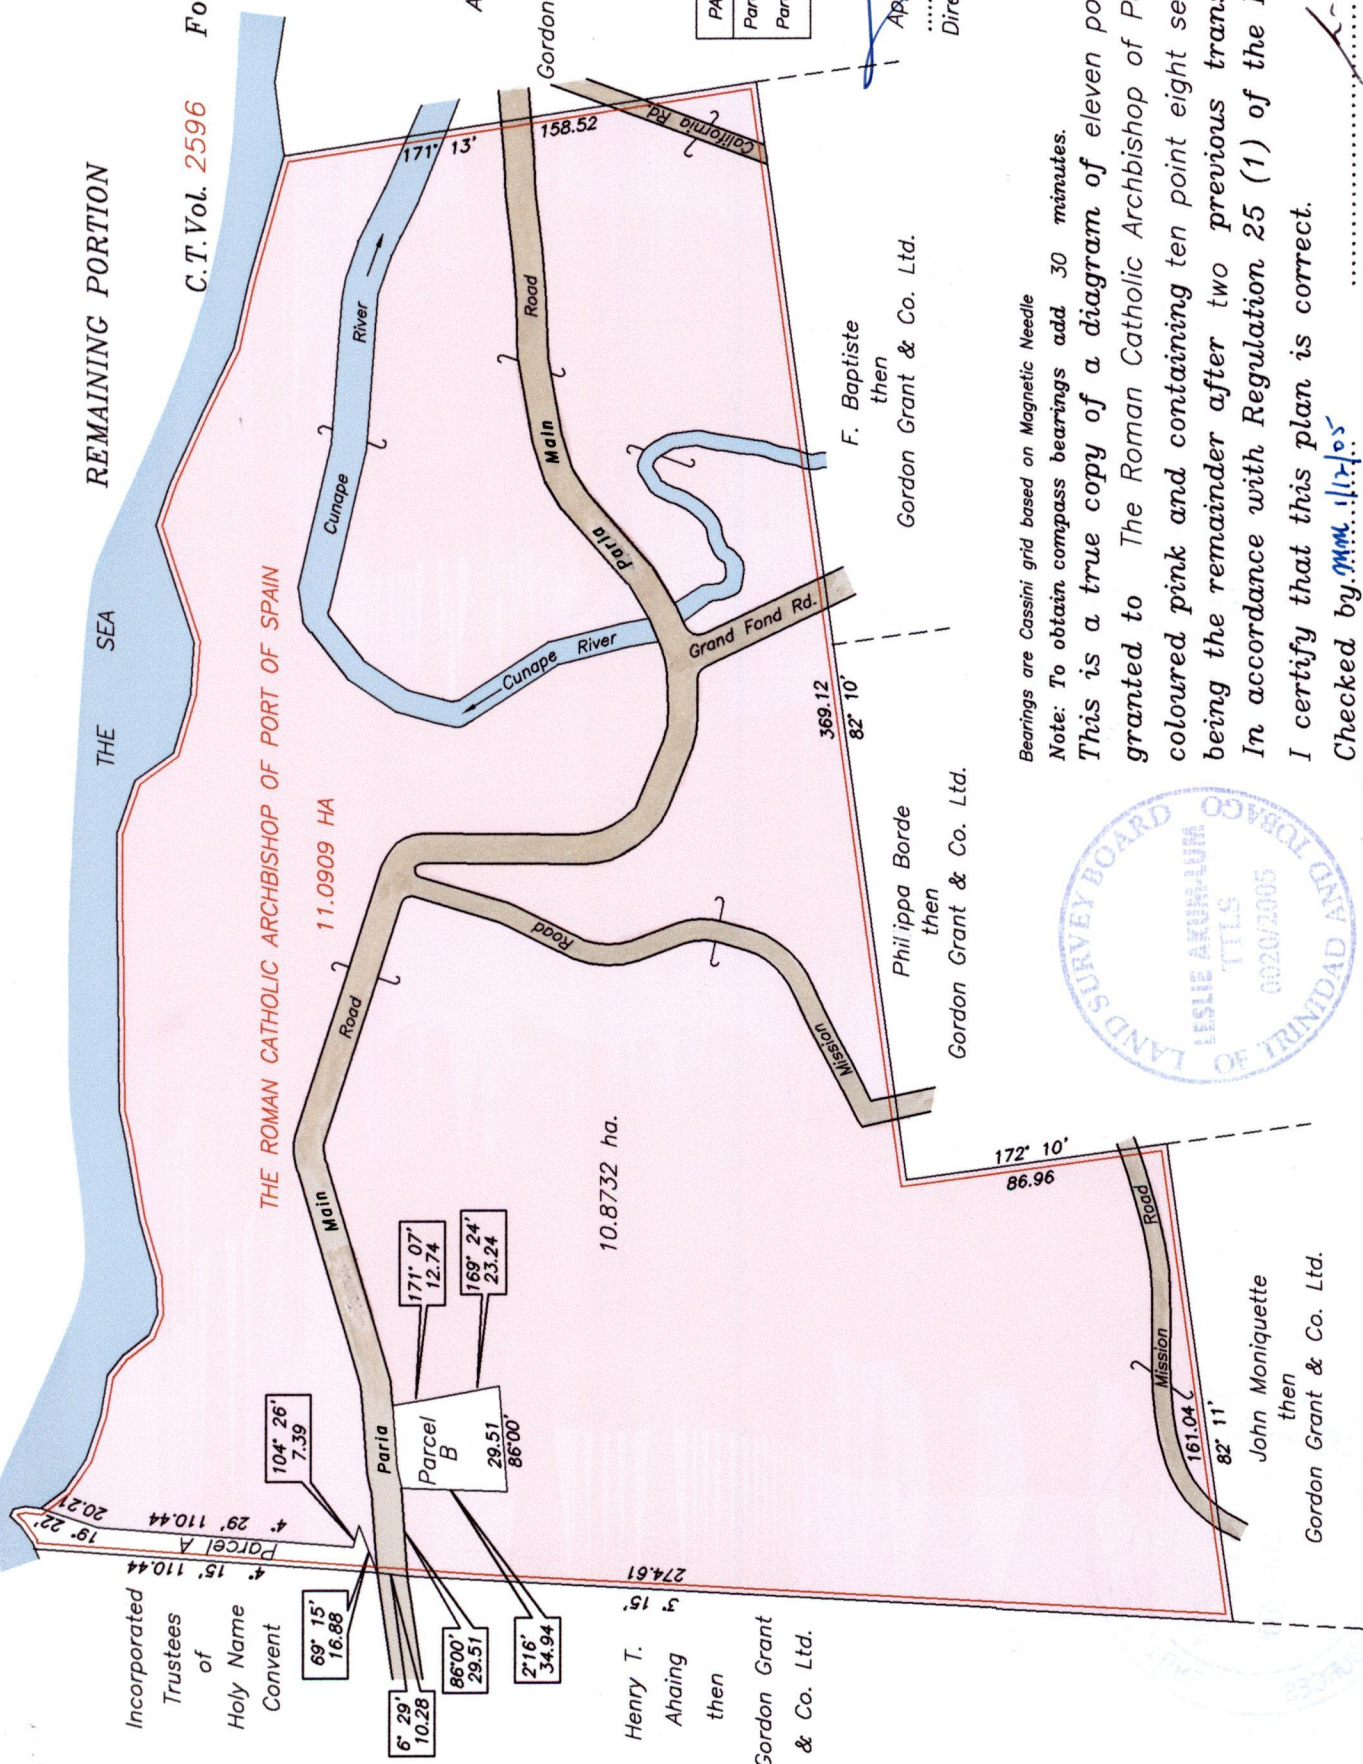 REMAINING PORTION
C.T.Vol. 2596 Fo
THE SEA
THE ROMAN CATHOLIC ARCHBISHOP OF PORT OF SPAIN
11.0909 HA
10.8732 ha.
Cunape River
Cunape River
Paria Main Road
Paria Main Road
Grand Fond Rd.
California Rd.
Mission Road
Mission Road
171° 13'
158.52
369.12
82° 10'
172° 10'
86.96
161.04
82° 11'
3° 15' 274.61
4° 15' 110.44
Parcel A
4° 29' 110.44
19° 22' 20.21
104° 26'
7.39
69° 15'
16.88
6° 29'
10.28
86°00'
29.51
2°16'
34.94
Parcel
B
29.51
86°00'
171° 07'
12.74
169° 24'
23.24
Incorporated
Trustees
of
Holy Name
Convent
Henry T.
Ahaing
then
Gordon Grant
& Co. Ltd.
John Moniquette
then
Gordon Grant & Co. Ltd.
Philippa Borde
then
Gordon Grant & Co. Ltd.
F. Baptiste
then
Gordon Grant & Co. Ltd.
A
Gordon
PA
Par
Par
Ap
Dire
Bearings are Cassini grid based on Magnetic Needle
Note: To obtain compass bearings add 30 minutes.
This is a true copy of a diagram of eleven po
granted to The Roman Catholic Archbishop of P
coloured pink and containing ten point eight se
being the remainder after two previous trans
In accordance with Regulation 25 (1) of the
I certify that this plan is correct.
Checked by MM 1/12/05
LAND SURVEY BOARD
OF TRINIDAD AND TOBAGO
LESLIE AKUM-LUM
TTLS
0020/2005